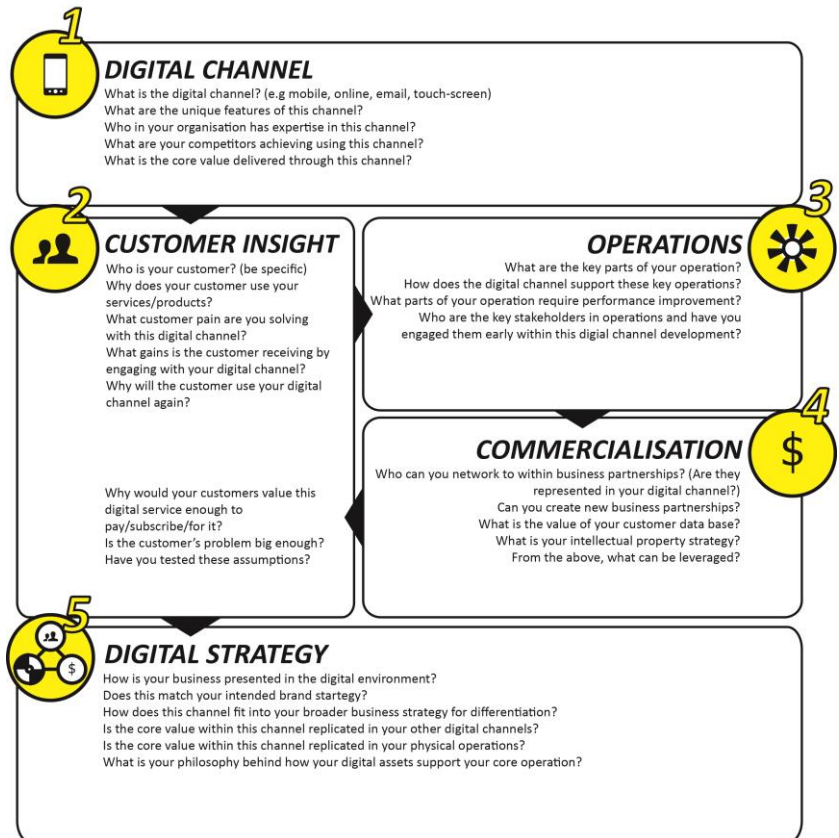 1
DIGITAL CHANNEL
What is the digital channel? (e.g mobile, online, email, touch-screen)
What are the unique features of this channel?
Who in your organisation has expertise in this channel?
What are your competitors achieving using this channel?
What is the core value delivered through this channel?
2
CUSTOMER INSIGHT
Who is your customer? (be specific)
Why does your customer use your
services/products?
What customer pain are you solving
with this digital channel?
What gains is the customer receiving by
engaging with your digital channel?
Why will the customer use your digital
channel again?
Why would your customers value this
digital service enough to
pay/subscribe/for it?
Is the customer's problem big enough?
Have you tested these assumptions?
3
OPERATIONS
What are the key parts of your operation?
How does the digital channel support these key operations?
What parts of your operation require performance improvement?
Who are the key stakeholders in operations and have you
engaged them early within this digial channel development?
4
$
COMMERCIALISATION
Who can you network to within business partnerships? (Are they
represented in your digital channel?)
Can you create new business partnerships?
What is the value of your customer data base?
What is your intellectual property strategy?
From the above, what can be leveraged?
5
$
DIGITAL STRATEGY
How is your business presented in the digital environment?
Does this match your intended brand startegy?
How does this channel fit into your broader business strategy for differentiation?
Is the core value within this channel replicated in your other digital channels?
Is the core value within this channel replicated in your physical operations?
What is your philosophy behind how your digital assets support your core operation?